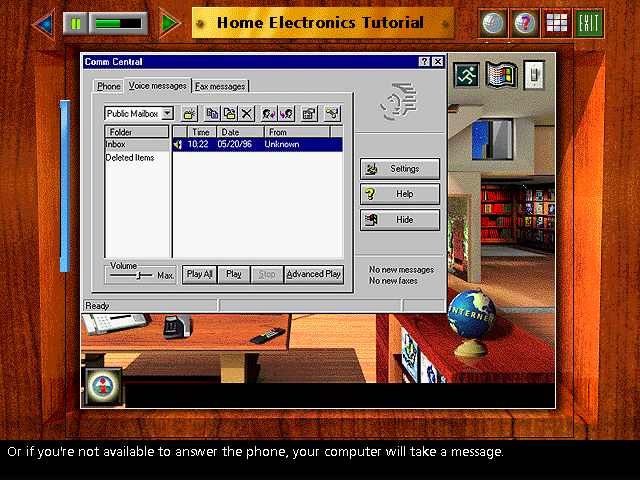 Home Electronics Tutorial
EXIT
Comm Central
Phone
Voice messages
Fax messages
Public Mailbox
Folder
Time
Date
From
Inbox
10:22
05/20/96
Unknown
Deleted Items
Settings
Help
Hide
Volume
Max.
Play All
Play
Stop
Advanced Play
No new messages
No new faxes
Ready
INTERNET
Or if you're not available to answer the phone, your computer will take a message.